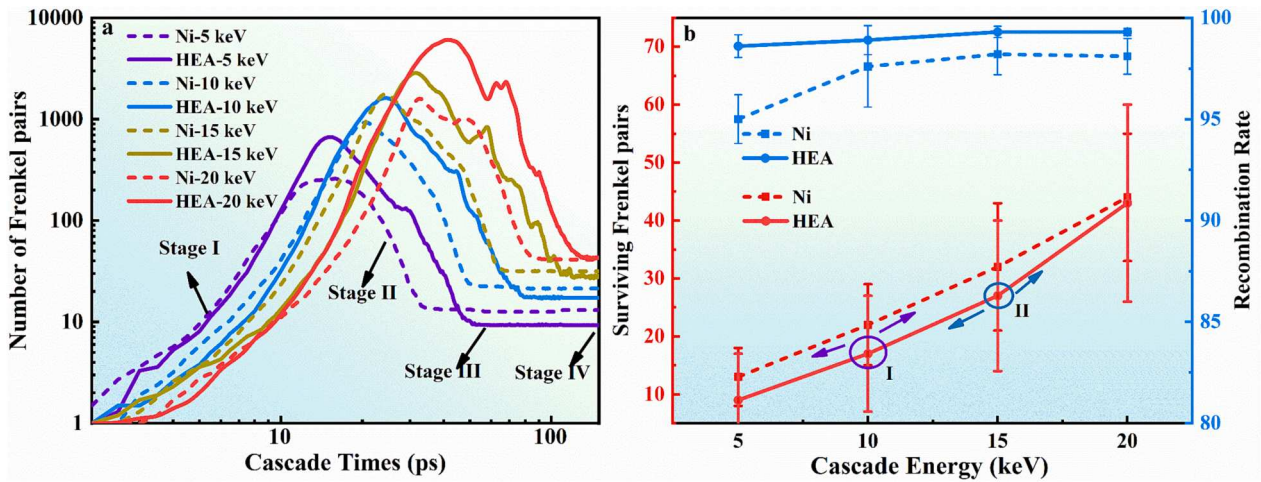 a
Number of Frenkel pairs
10000
1000
100
10
1
Ni-5 keV
HEA-5 keV
Ni-10 keV
HEA-10 keV
Ni-15 keV
HEA-15 keV
Ni-20 keV
HEA-20 keV
Stage I
Stage II
Stage III
Stage IV
10
100
Cascade Times (ps)
b
Surviving Frenkel pairs
70
60
50
40
30
20
10
Ni
HEA
Ni
HEA
I
II
100
95
90
85
80
Recombination Rate
5
10
15
20
Cascade Energy (keV)